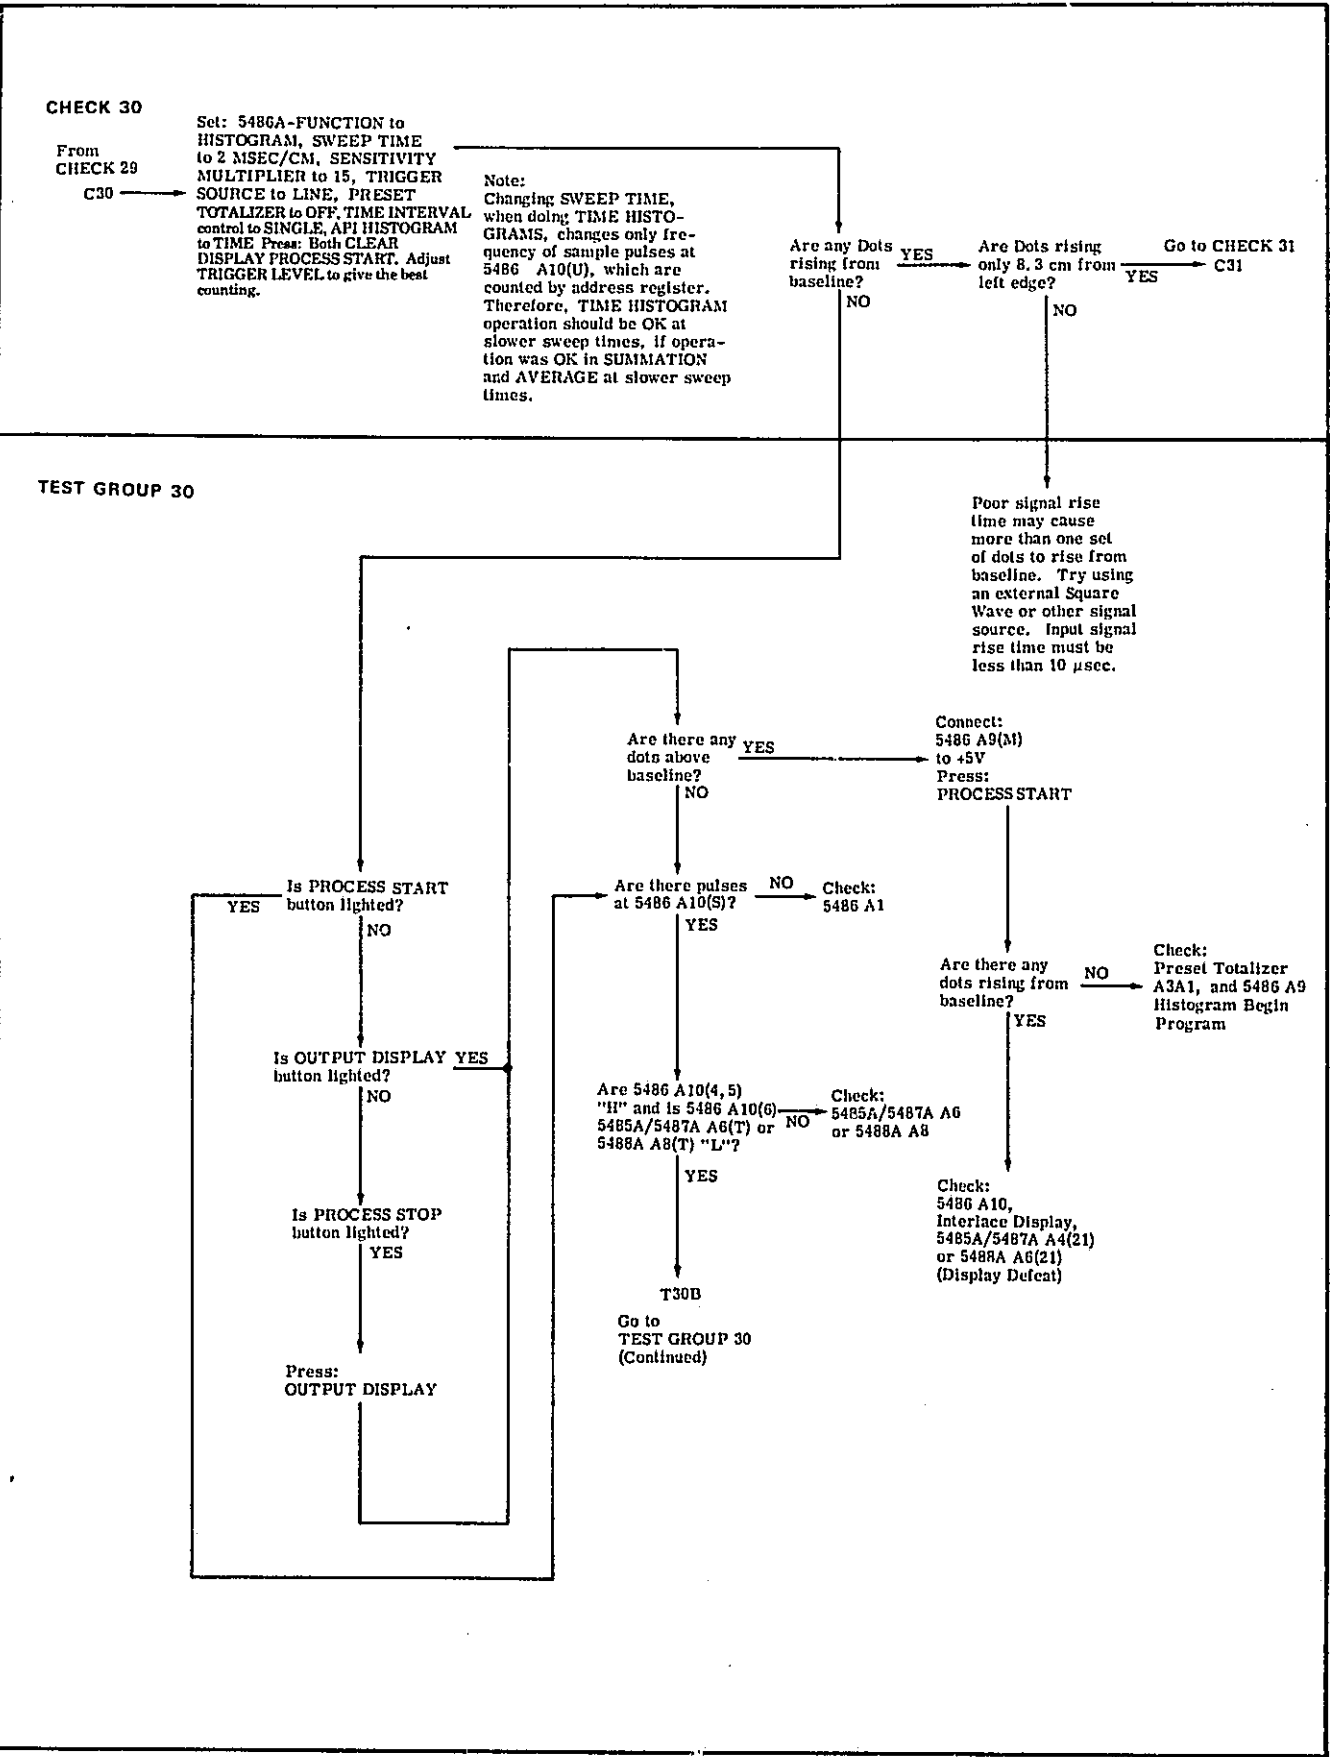 CHECK 30
From
CHECK 29
C30
Set: 5486A-FUNCTION to
HISTOGRAM, SWEEP TIME
to 2 MSEC/CM, SENSITIVITY
MULTIPLIER to 15, TRIGGER
SOURCE to LINE, PRESET
TOTALIZER to OFF, TIME INTERVAL
control to SINGLE, API HISTOGRAM
to TIME Press: Both CLEAR
DISPLAY PROCESS START. Adjust
TRIGGER LEVEL to give the best
counting.
Note:
Changing SWEEP TIME,
when doing TIME HISTO-
GRAMS, changes only fre-
quency of sample pulses at
5486 A10(U), which are
counted by address register.
Therefore, TIME HISTOGRAM
operation should be OK at
slower sweep times, if opera-
tion was OK in SUMMATION
and AVERAGE at slower sweep
times.
Are any Dots
rising from
baseline?
YES
NO
Are Dots rising
only 8.3 cm from
left edge?
YES
NO
Go to CHECK 31
C31
TEST GROUP 30
Poor signal rise
time may cause
more than one set
of dots to rise from
baseline. Try using
an external Square
Wave or other signal
source. Input signal
rise time must be
less than 10 μsec.
Are there any
dots above
baseline?
YES
NO
Connect:
5486 A9(M)
to +5V
Press:
PROCESS START
Is PROCESS START
button lighted?
YES
NO
Are there pulses
at 5486 A10(S)?
NO
YES
Check:
5486 A1
Are there any
dots rising from
baseline?
NO
YES
Check:
Preset Totalizer
A3A1, and 5486 A9
Histogram Begin
Program
Is OUTPUT DISPLAY
button lighted?
YES
NO
Are 5486 A10(4,5)
"H" and is 5486 A10(6)
5485A/5487A A6(T) or
5488A A8(T) "L"?
NO
YES
Check:
5485A/5487A A6
or 5488A A8
Is PROCESS STOP
button lighted?
YES
Check:
5486 A10,
Interlace Display,
5485A/5487A A4(21)
or 5488A A6(21)
(Display Defeat)
T30B
Go to
TEST GROUP 30
(Continued)
Press:
OUTPUT DISPLAY